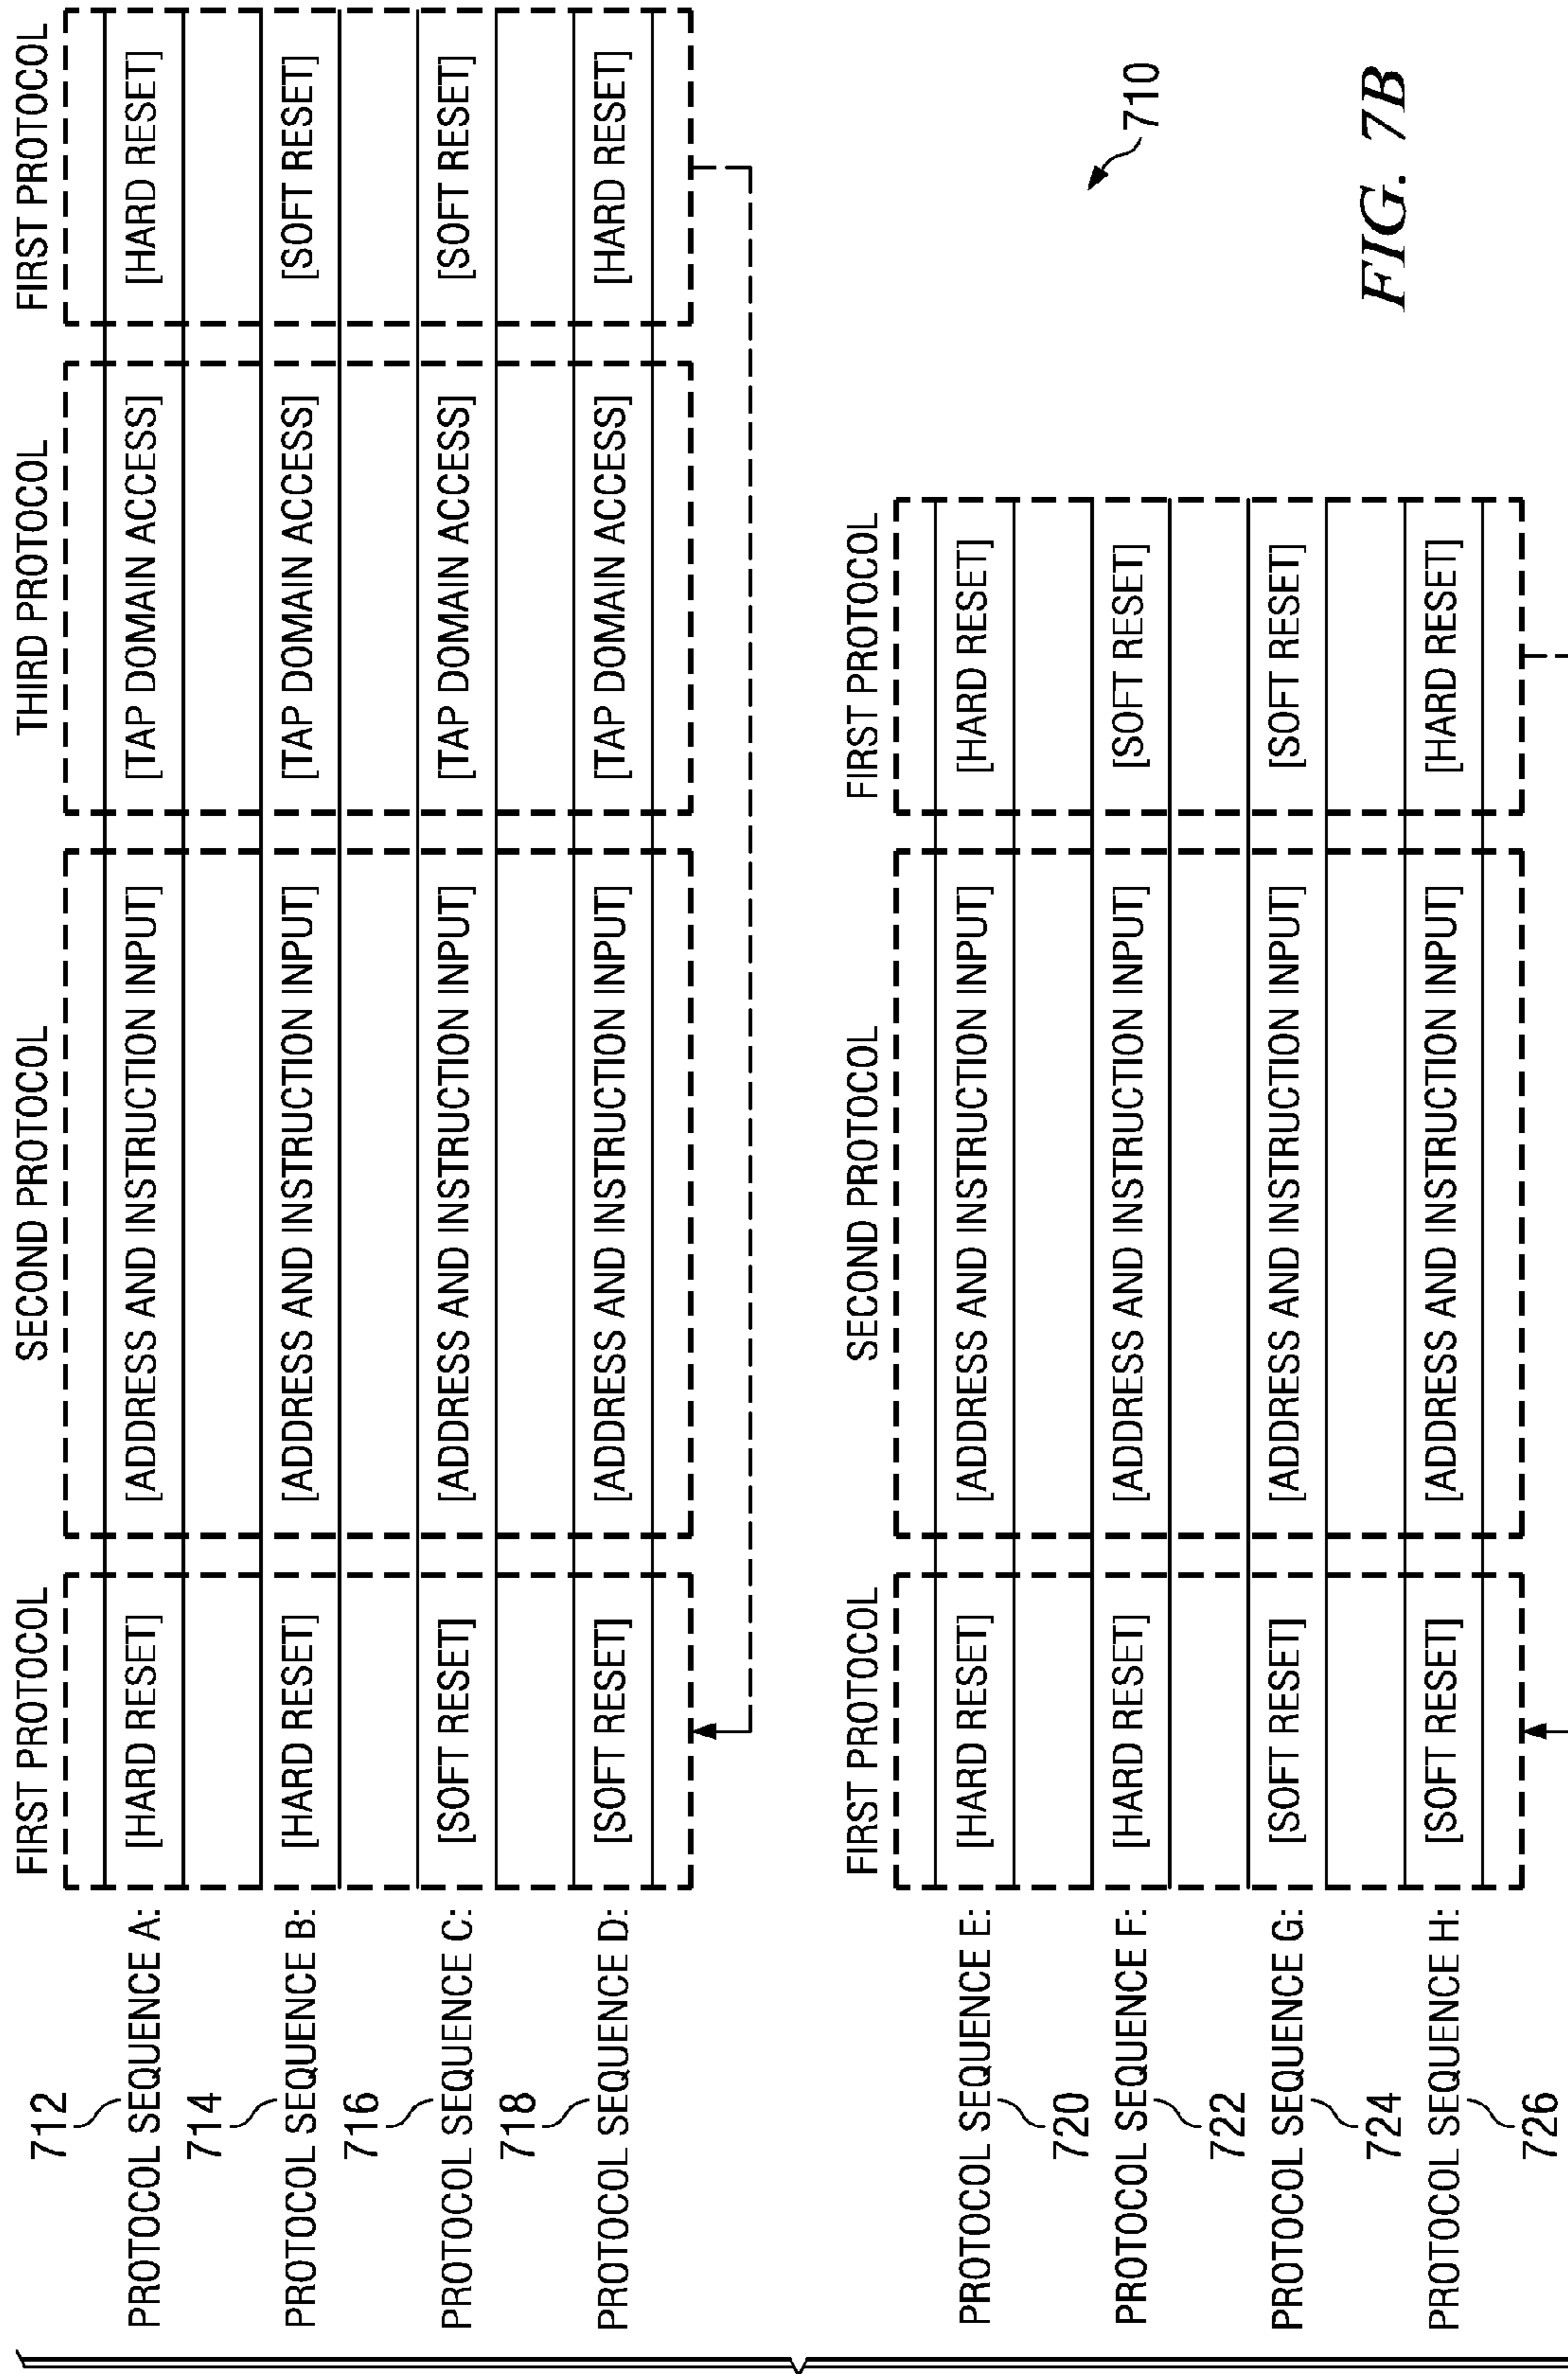 FIRST PROTOCOL SECOND PROTOCOL THIRD PROTOCOL FIRST PROTOCOL
712
PROTOCOL SEQUENCE A: [HARD RESET] [ADDRESS AND INSTRUCTION INPUT] [TAP DOMAIN ACCESS] [HARD RESET]
714
PROTOCOL SEQUENCE B: [HARD RESET] [ADDRESS AND INSTRUCTION INPUT] [TAP DOMAIN ACCESS] [SOFT RESET]
716
PROTOCOL SEQUENCE C: [SOFT RESET] [ADDRESS AND INSTRUCTION INPUT] [TAP DOMAIN ACCESS] [SOFT RESET]
718
PROTOCOL SEQUENCE D: [SOFT RESET] [ADDRESS AND INSTRUCTION INPUT] [TAP DOMAIN ACCESS] [HARD RESET]
FIRST PROTOCOL SECOND PROTOCOL FIRST PROTOCOL
PROTOCOL SEQUENCE E: [HARD RESET] [ADDRESS AND INSTRUCTION INPUT] [HARD RESET]
720
PROTOCOL SEQUENCE F: [HARD RESET] [ADDRESS AND INSTRUCTION INPUT] [SOFT RESET]
722
PROTOCOL SEQUENCE G: [SOFT RESET] [ADDRESS AND INSTRUCTION INPUT] [SOFT RESET]
724
PROTOCOL SEQUENCE H: [SOFT RESET] [ADDRESS AND INSTRUCTION INPUT] [HARD RESET]
726
710
FIG. 7B